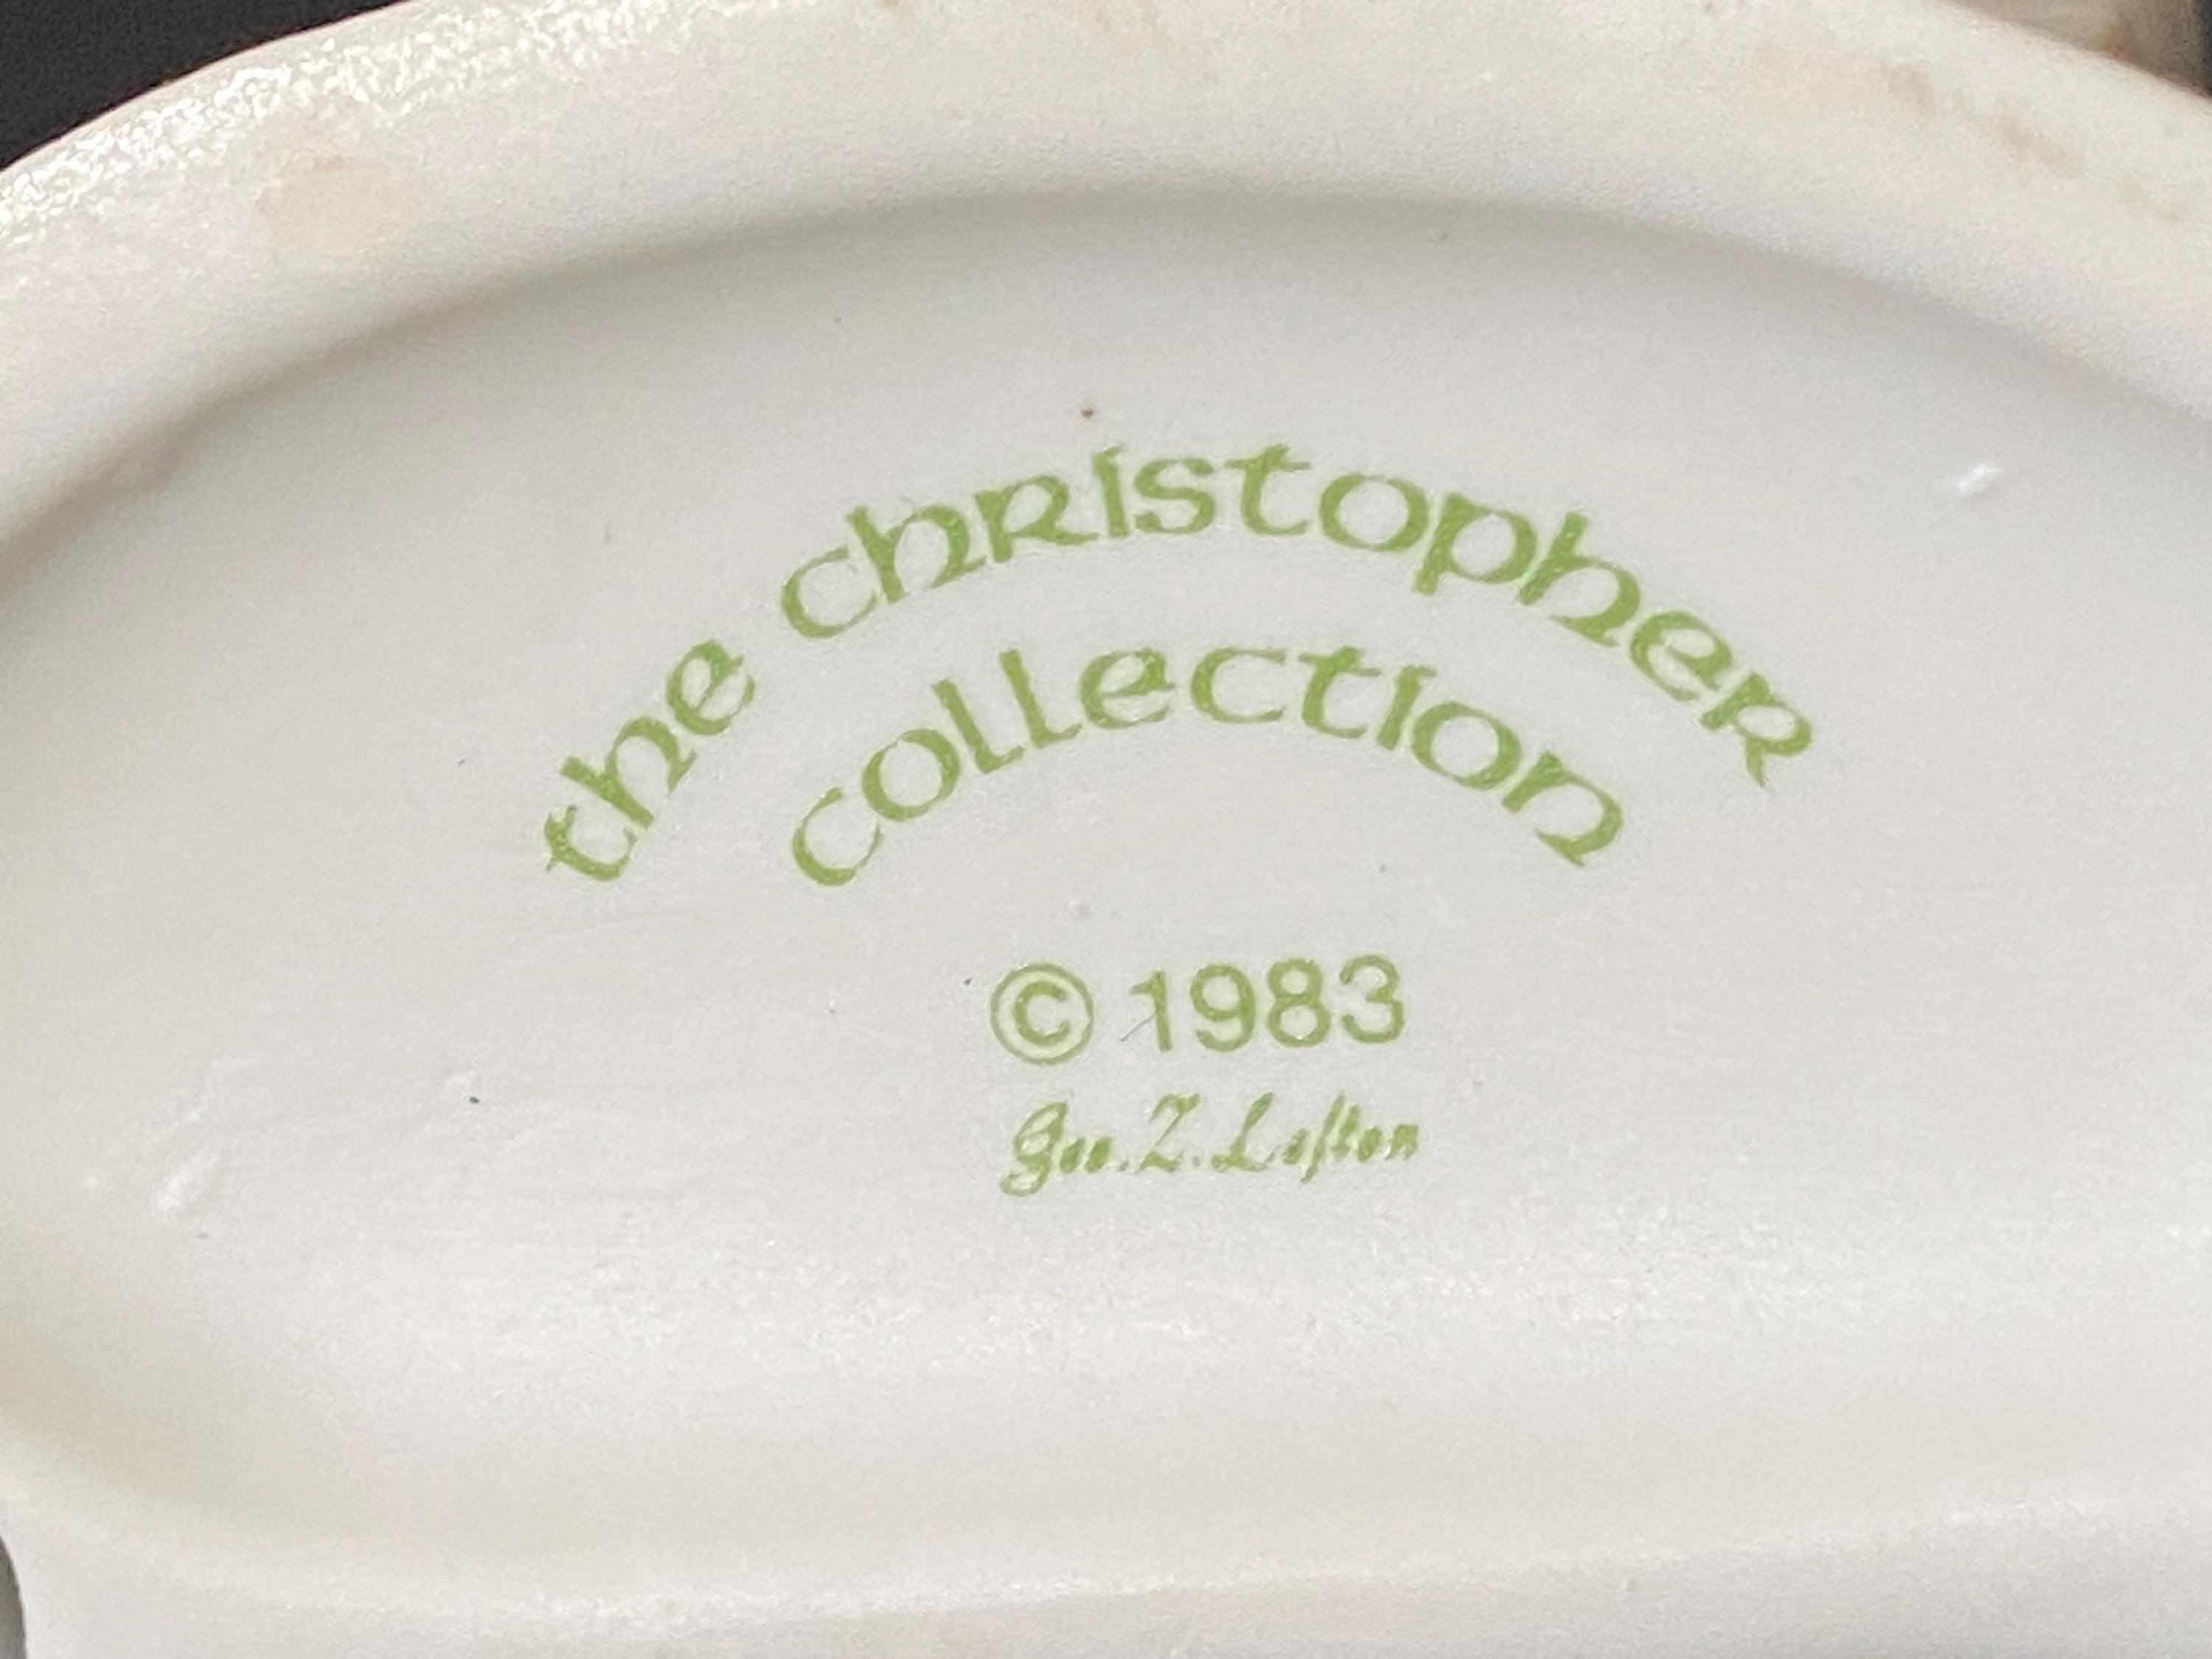 the christopher
collection
© 1983
Geo. Z. Lefton